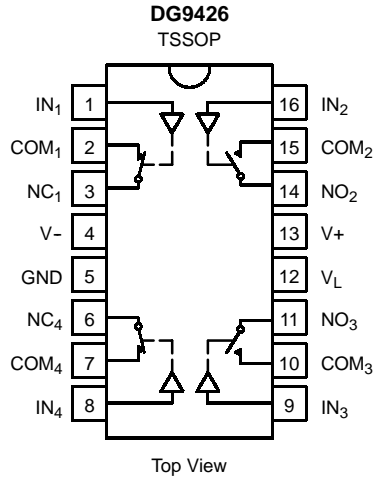 DG9426
TSSOP
IN1 1 16 IN2
COM1 2 15 COM2
NC1 3 14 NO2
V− 4 13 V+
GND 5 12 VL
NC4 6 11 NO3
COM4 7 10 COM3
IN4 8 9 IN3
Top View